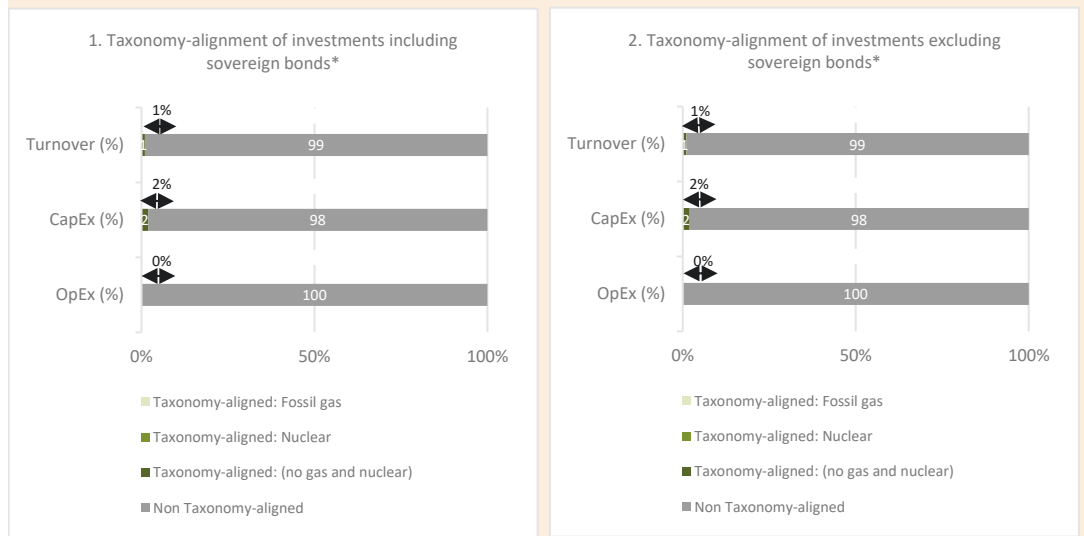 1. Taxonomy-alignment of investments including
sovereign bonds*
1%
Turnover (%)
1
99
2%
CapEx (%)
2
98
0%
OpEx (%)
100
0%
50%
100%
Taxonomy-aligned: Fossil gas
Taxonomy-aligned: Nuclear
Taxonomy-aligned: (no gas and nuclear)
Non Taxonomy-aligned
2. Taxonomy-alignment of investments excluding
sovereign bonds*
1%
Turnover (%)
1
99
2%
CapEx (%)
2
98
0%
OpEx (%)
100
0%
50%
100%
Taxonomy-aligned: Fossil gas
Taxonomy-aligned: Nuclear
Taxonomy-aligned: (no gas and nuclear)
Non Taxonomy-aligned